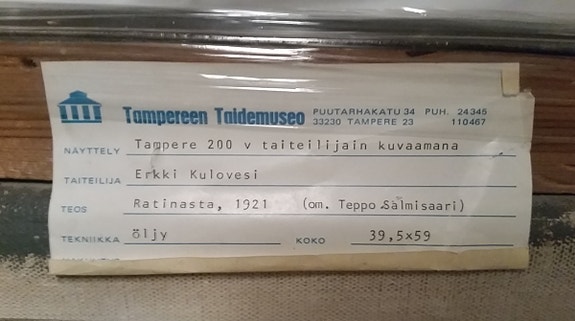 Tampereen Taidemuseo PUUTARHAKATU 34 PUH. 24345
33230 TAMPERE 23 110467
NÄYTTELY Tampere 200 v taiteilijain kuvaamana
TAITEILIJA Erkki Kulovesi
TEOS Ratinasta, 1921 (om. Teppo Salmisaari)
TEKNIIKKA öljy KOKO 39,5x59